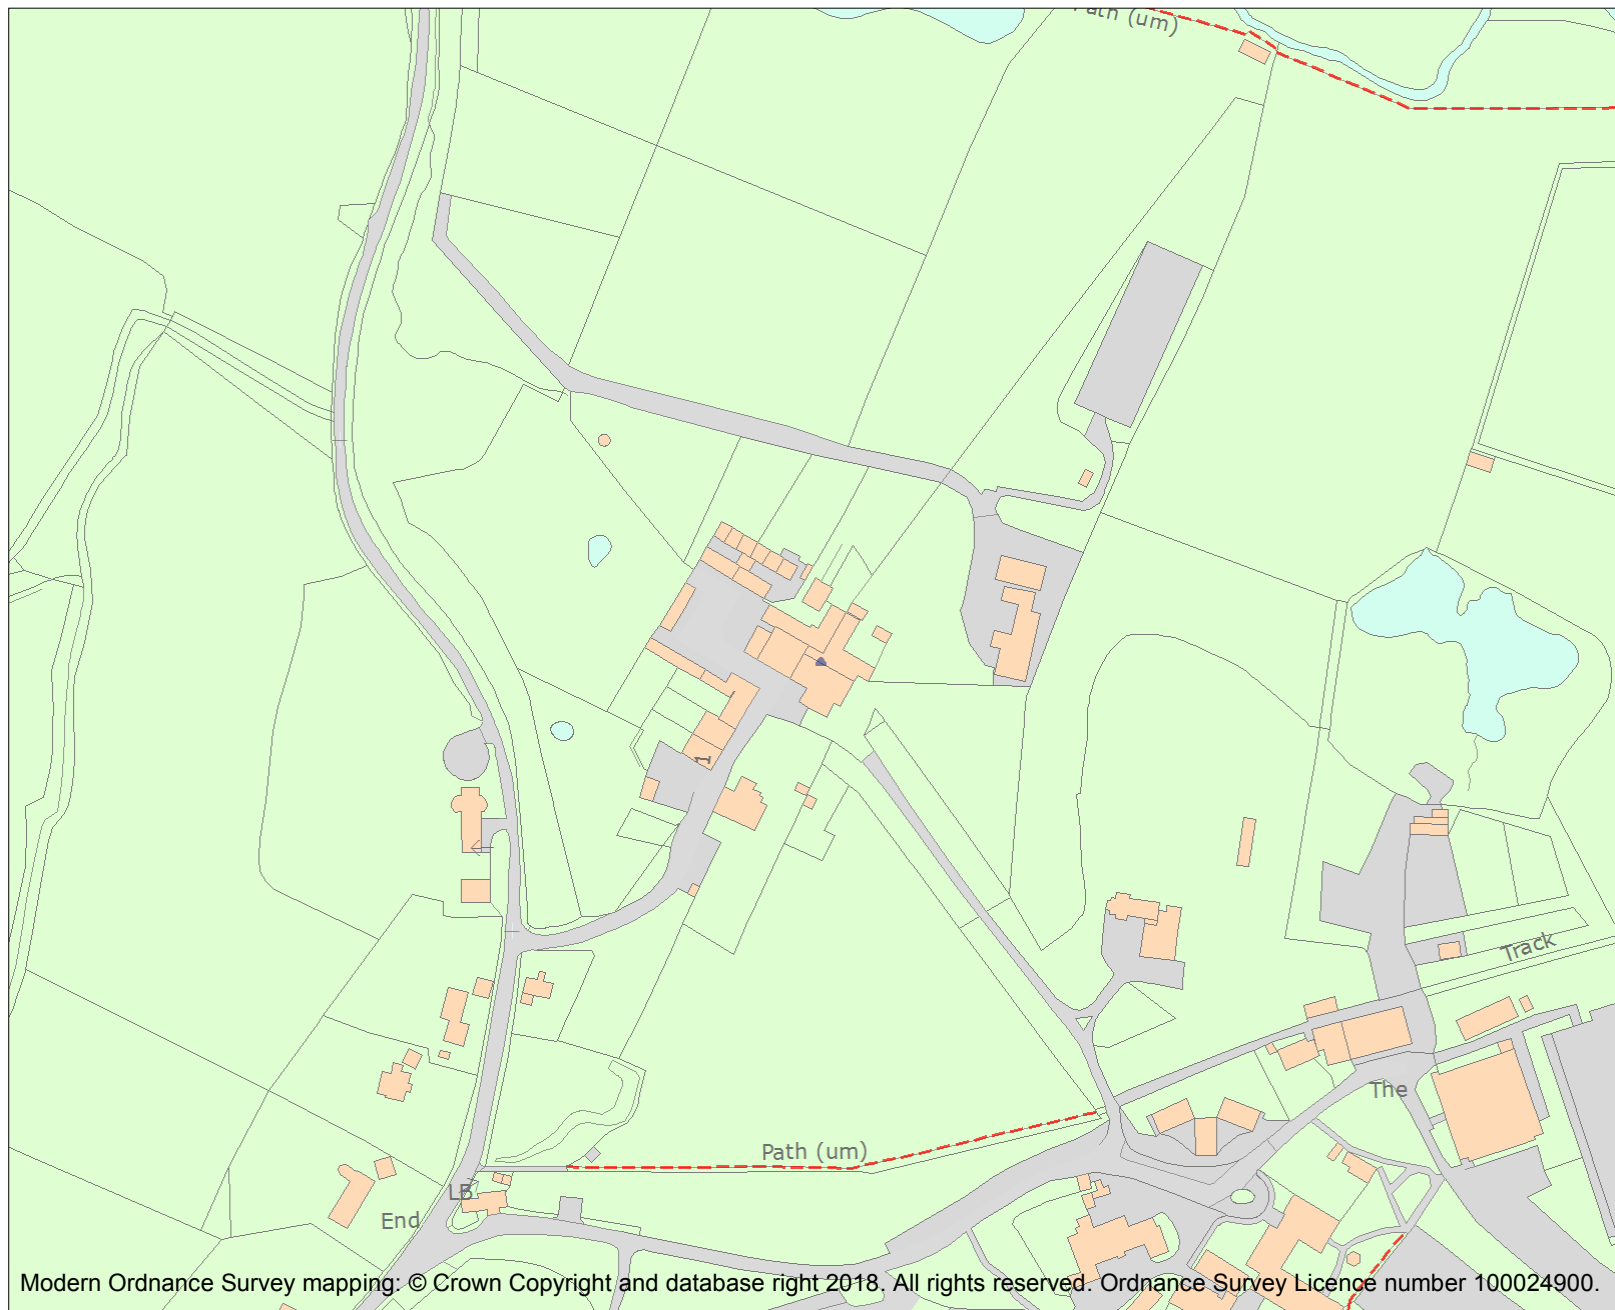 Path (um)
1
Track
The
Path (um)
LB
End
Modern Ordnance Survey mapping: © Crown Copyright and database right 2018. All rights reserved. Ordnance Survey Licence number 100024900.